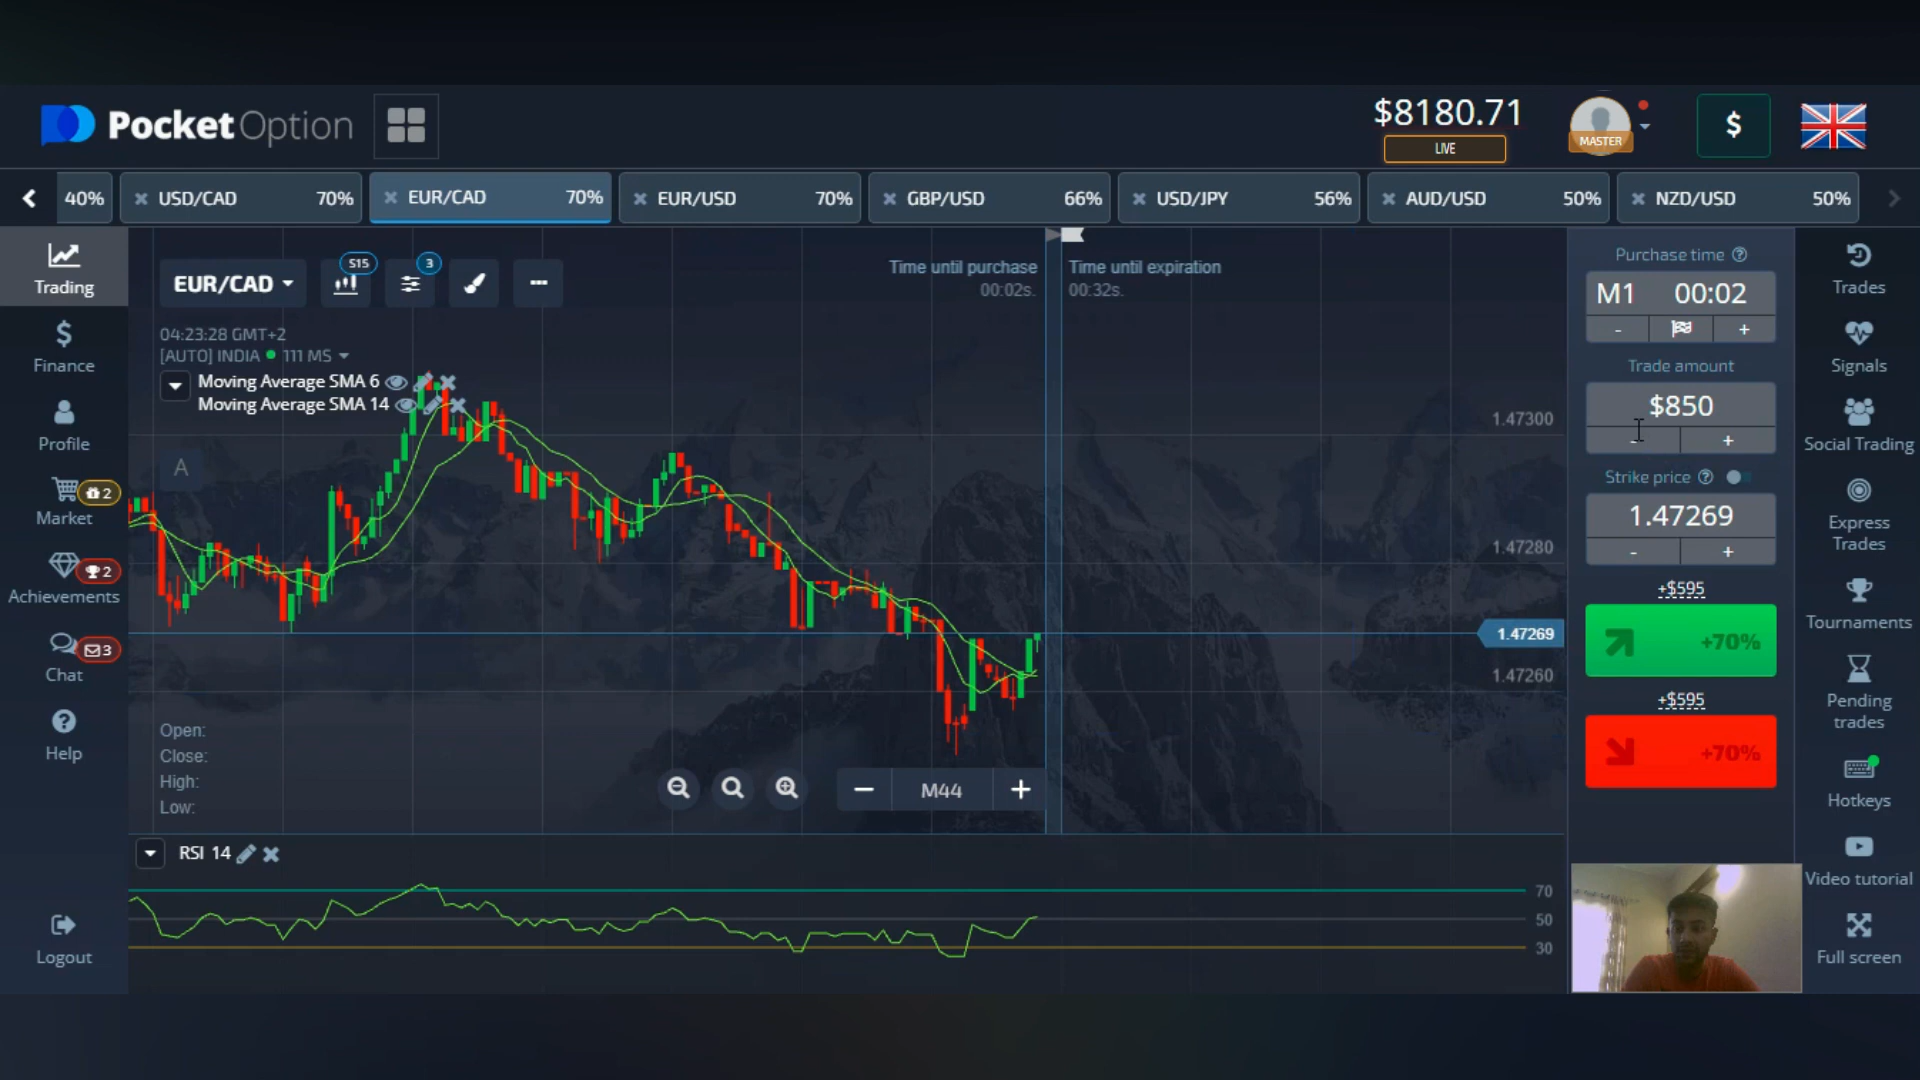 PocketOption
$8180.71
LIVE
MASTER
$
40%
USD/CAD 70%
EUR/CAD 70%
EUR/USD 70%
GBP/USD 66%
USD/JPY 56%
AUD/USD 50%
NZD/USD 50%
Trading
Finance
Profile
2
Market
2
Achievements
3
Chat
Help
Logout
EUR/CAD
S15
3
04:23:28 GMT+2
[AUTO] INDIA 111 MS
Moving Average SMA 6
Moving Average SMA 14
A
Time until purchase
00:02s.
Time until expiration
00:32s.
1.47300
1.47280
1.47269
1.47260
Open:
Close:
High:
Low:
M44
RSI 14
70
50
30
Purchase time
M1 00:02
- +
Trade amount
$850
- +
Strike price
1.47269
- +
+$595
+70%
+$595
+70%
Trades
Signals
Social Trading
Express
Trades
Tournaments
Pending
trades
Hotkeys
Video tutorial
Full screen